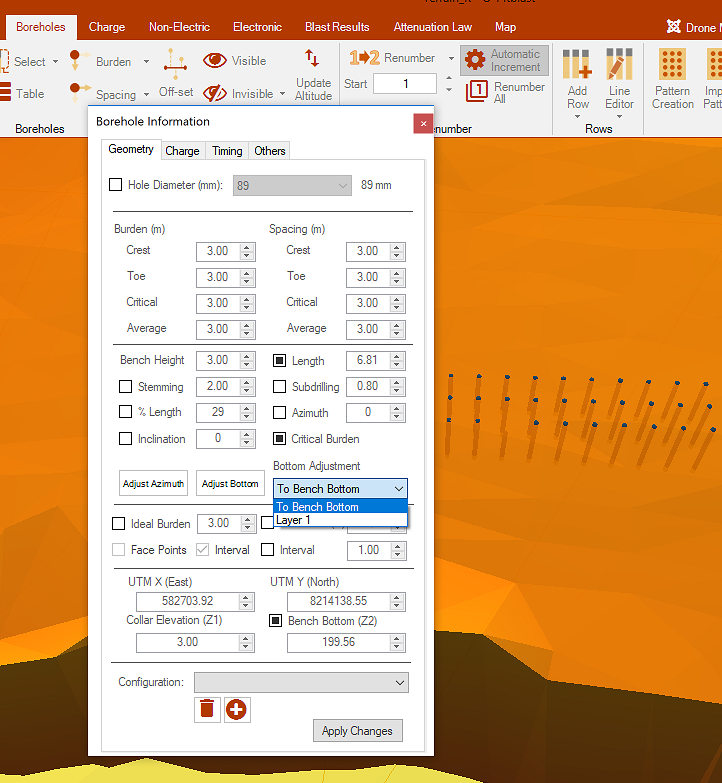 Boreholes Charge Non-Electric Electronic Blast Results Attenuation Law Map Drone
Select Burden Visible Renumber Automatic Increment
Table Spacing Off-set Invisible Update Altitude Start 1 Renumber All Add Row Line Editor Pattern Creation
Boreholes Rows
Borehole Information
Geometry Charge Timing Others
Hole Diameter (mm): 89 89 mm
Burden (m) Spacing (m)
Crest 3.00 Crest 3.00
Toe 3.00 Toe 3.00
Critical 3.00 Critical 3.00
Average 3.00 Average 3.00
Bench Height 3.00 Length 6.81
Stemming 2.00 Subdrilling 0.80
% Length 29 Azimuth 0
Inclination 0 Critical Burden
Bottom Adjustment
Adjust Azimuth Adjust Bottom To Bench Bottom
To Bench Bottom
Layer 1
Ideal Burden 3.00
Face Points Interval Interval 1.00
UTM X (East) UTM Y (North)
582703.92 8214138.55
Collar Elevation (Z1) Bench Bottom (Z2)
3.00 199.56
Configuration:
Apply Changes